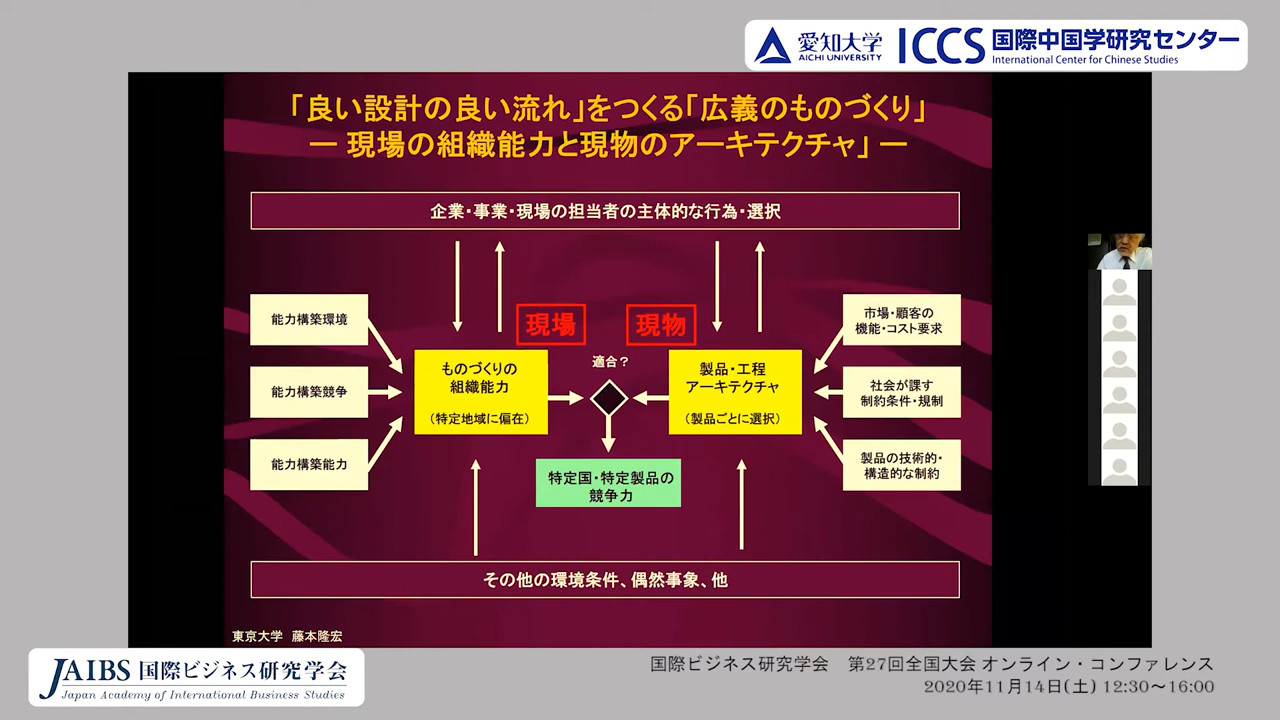 愛知大学
AICHI UNIVERSITY
ICCS 国際中国学研究センター
International Center for Chinese Studies
「良い設計の良い流れ」をつくる「広義のものづくり」
ー 現場の組織能力と現物のアーキテクチャ」 ー
企業・事業・現場の担当者の主体的な行為・選択
現場
現物
能力構築環境
能力構築競争
能力構築能力
ものづくりの
組織能力
（特定地域に偏在）
適合？
製品・工程
アーキテクチャ
（製品ごとに選択）
市場・顧客の
機能・コスト要求
社会が課す
制約条件・規制
製品の技術的・
構造的な制約
特定国・特定製品の
競争力
その他の環境条件、偶然事象、他
東京大学 藤本隆宏
JAIBS 国際ビジネス研究学会
Japan Academy of International Business Studies
国際ビジネス研究学会 第27回全国大会 オンライン・コンファレンス
2020年11月14日(土) 12:30〜16:00